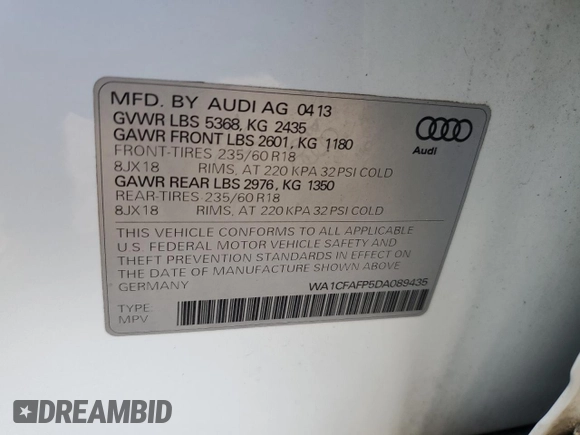 MFD. BY AUDI AG 04 13
GVWR LBS 5368, KG 2435
GAWR FRONT LBS 2601, KG 1180
FRONT-TIRES 235/60 R18
8JX18 RIMS, AT 220 KPA 32 PSI COLD
GAWR REAR LBS 2976, KG 1350
REAR-TIRES 235/60 R18
8JX18 RIMS, AT 220 KPA 32 PSI COLD
Audi
THIS VEHICLE CONFORMS TO ALL APPLICABLE
U.S. FEDERAL MOTOR VEHICLE SAFETY AND
THEFT PREVENTION STANDARDS IN EFFECT ON
THE DATE OF MANUFACTURE SHOWN ABOVE.
GERMANY
WA1CFAFP5DA089435
TYPE:
MPV
DREAMBID